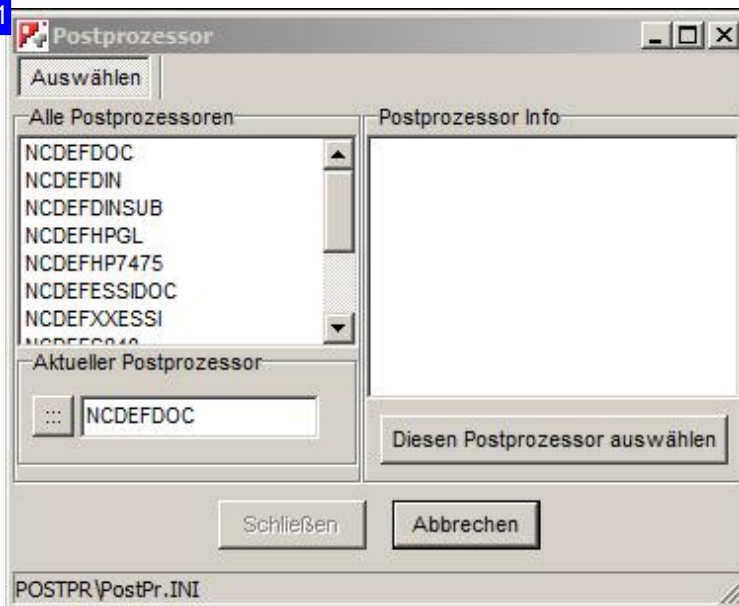 1
Postprozessor
Auswählen
Alle Postprozessoren
NCDEFDOC
NCDEFDIN
NCDEFDINSUB
NCDEFHPGL
NCDEFHP7475
NCDEFESSIDOC
NCDEFXXESSI
Aktueller Postprozessor
::: NCDEFDOC
Postprozessor Info
Diesen Postprozessor auswählen
Schließen
Abbrechen
POSTPR\PostPr.INI